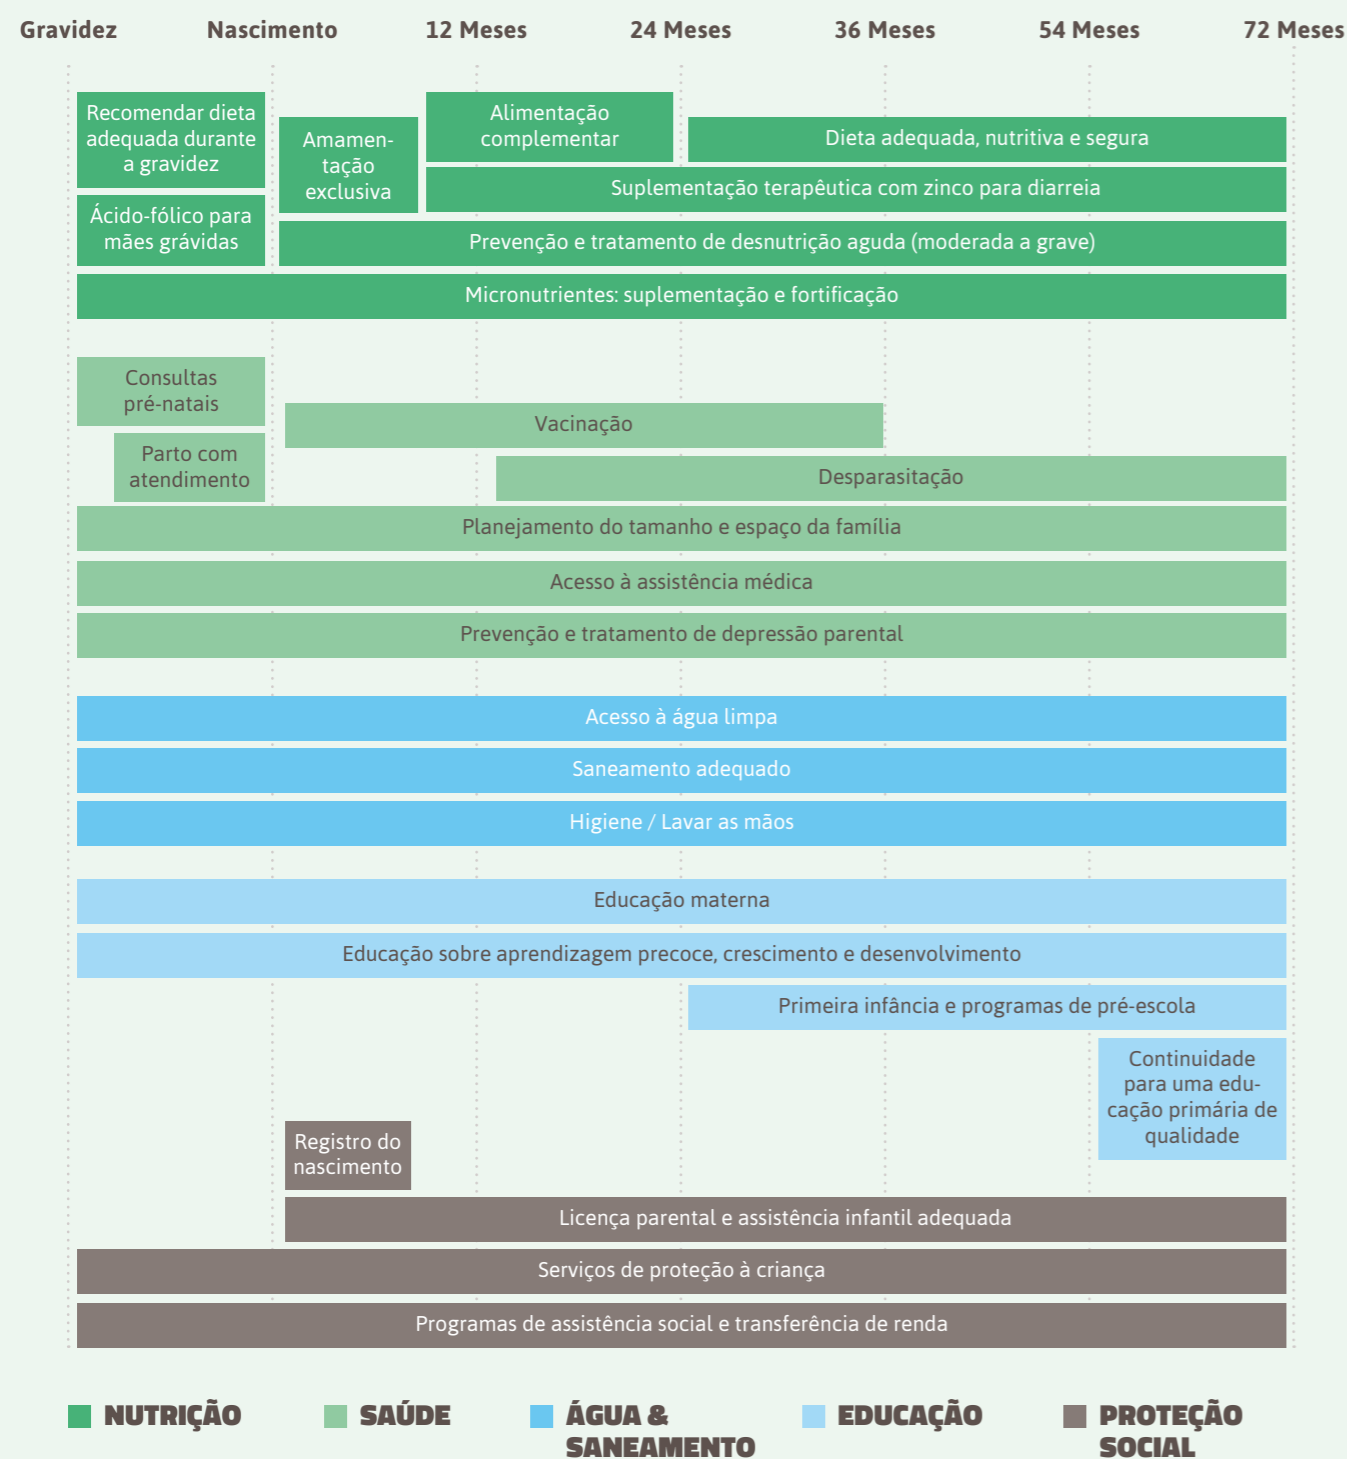 Gravidez Nascimento 12 Meses 24 Meses 36 Meses 54 Meses 72 Meses
Recomendar dieta
adequada durante
a gravidez
Amamen-
tação
exclusiva
Alimentação
complementar
Dieta adequada, nutritiva e segura
Suplementação terapêutica com zinco para diarreia
Ácido-fólico para
mães grávidas
Prevenção e tratamento de desnutrição aguda (moderada a grave)
Micronutrientes: suplementação e fortificação
Consultas
pré-natais
Vacinação
Parto com
atendimento
Desparasitação
Planejamento do tamanho e espaço da família
Acesso à assistência médica
Prevenção e tratamento de depressão parental
Acesso à água limpa
Saneamento adequado
Higiene / Lavar as mãos
Educação materna
Educação sobre aprendizagem precoce, crescimento e desenvolvimento
Primeira infância e programas de pré-escola
Continuidade
para uma edu-
cação primária de
qualidade
Registro do
nascimento
Licença parental e assistência infantil adequada
Serviços de proteção à criança
Programas de assistência social e transferência de renda
NUTRIÇÃO
SAÚDE
ÁGUA &
SANEAMENTO
EDUCAÇÃO
PROTEÇÃO
SOCIAL